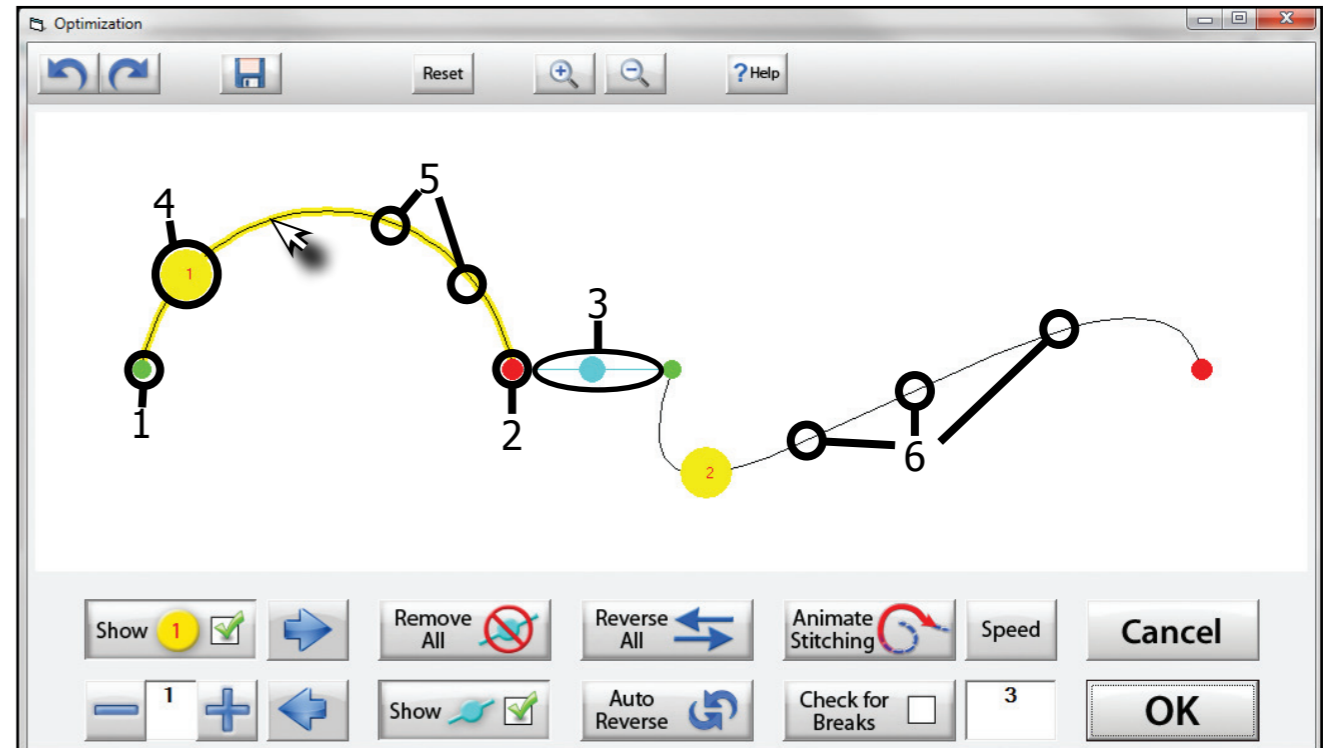 Optimization
Reset
? Help
4
5
1
3
1
2
2
6
Show 1
Remove
All
Reverse
All
Animate
Stitching
Speed
Cancel
1
Show
Auto
Reverse
Check for
Breaks
3
OK